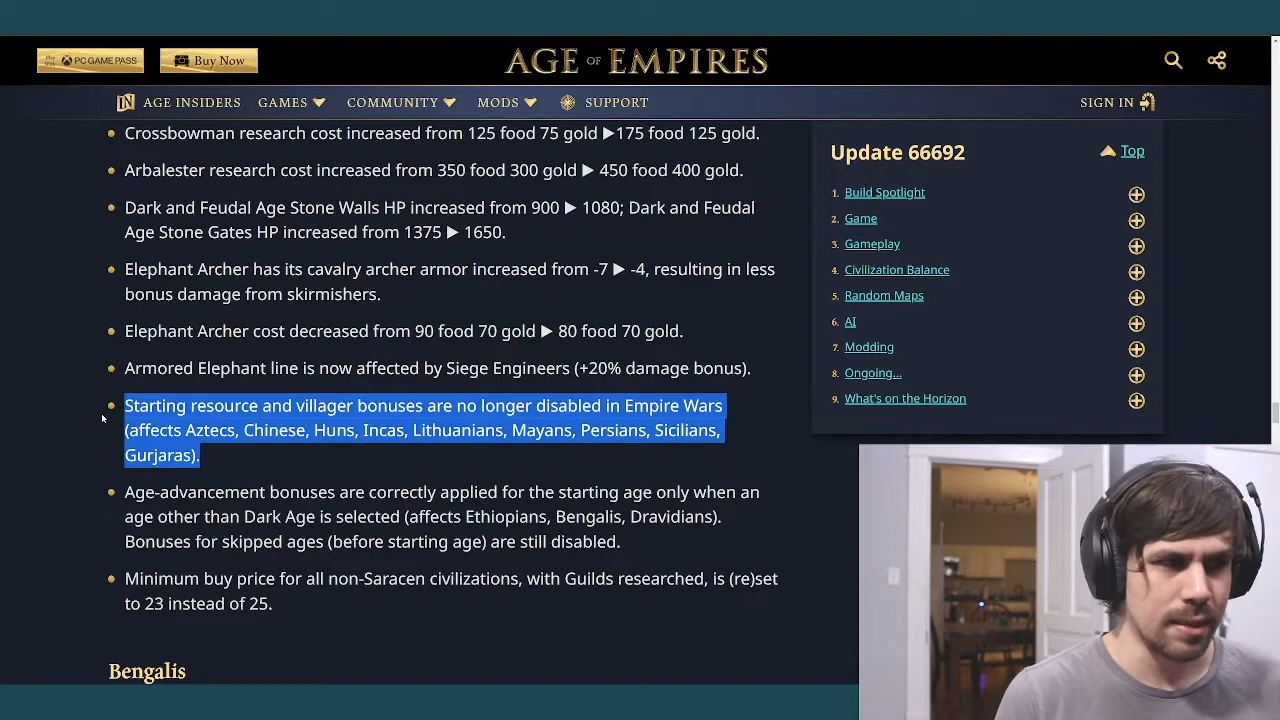 PC GAME PASS
Buy Now
AGE OF EMPIRES
AGE INSIDERS
GAMES
COMMUNITY
MODS
SUPPORT
SIGN IN
Crossbowman research cost increased from 125 food 75 gold ▶175 food 125 gold.
Arbalester research cost increased from 350 food 300 gold ▶ 450 food 400 gold.
Dark and Feudal Age Stone Walls HP increased from 900 ▶ 1080; Dark and Feudal
Age Stone Gates HP increased from 1375 ▶ 1650.
Elephant Archer has its cavalry archer armor increased from -7 ▶ -4, resulting in less
bonus damage from skirmishers.
Elephant Archer cost decreased from 90 food 70 gold ▶ 80 food 70 gold.
Armored Elephant line is now affected by Siege Engineers (+20% damage bonus).
Starting resource and villager bonuses are no longer disabled in Empire Wars
(affects Aztecs, Chinese, Huns, Incas, Lithuanians, Mayans, Persians, Sicilians,
Gurjaras).
Age-advancement bonuses are correctly applied for the starting age only when an
age other than Dark Age is selected (affects Ethiopians, Bengalis, Dravidians).
Bonuses for skipped ages (before starting age) are still disabled.
Minimum buy price for all non-Saracen civilizations, with Guilds researched, is (re)set
to 23 instead of 25.
Bengalis
Update 66692
Top
1. Build Spotlight
2. Game
3. Gameplay
4. Civilization Balance
5. Random Maps
6. AI
7. Modding
8. Ongoing...
9. What's on the Horizon